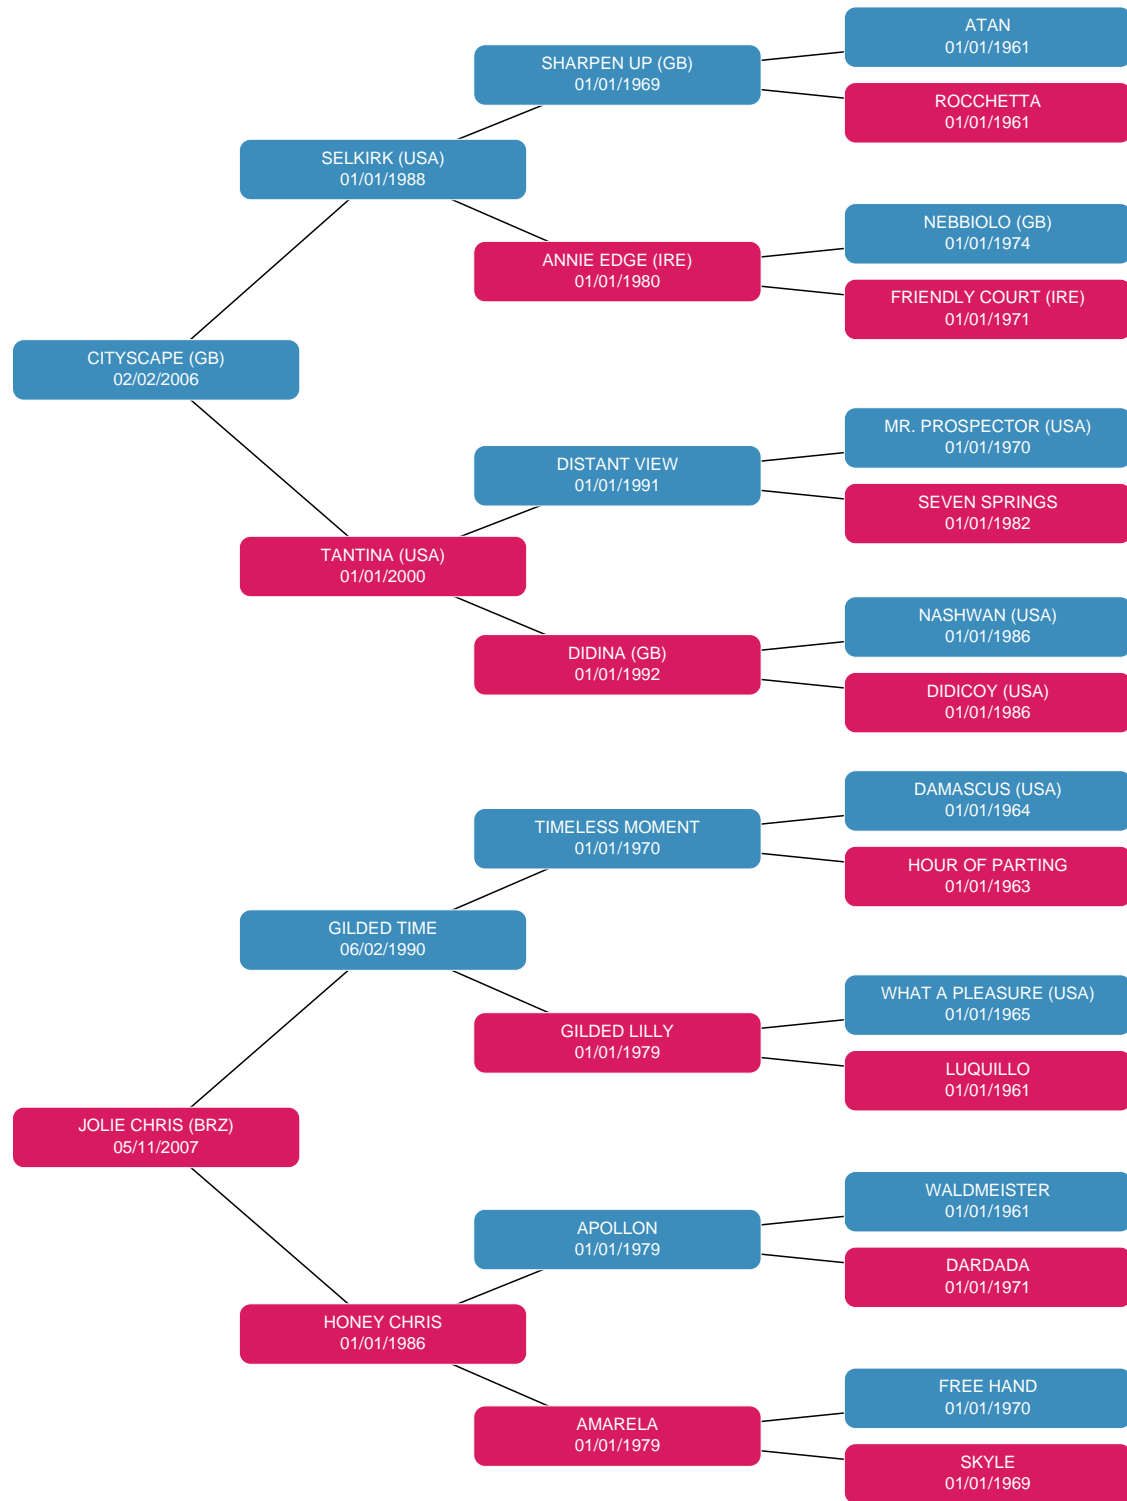 ATAN
01/01/1961
SHARPEN UP (GB)
01/01/1969
ROCCHETTA
01/01/1961
SELKIRK (USA)
01/01/1988
NEBBIOLO (GB)
01/01/1974
ANNIE EDGE (IRE)
01/01/1980
FRIENDLY COURT (IRE)
01/01/1971
CITYSCAPE (GB)
02/02/2006
MR. PROSPECTOR (USA)
01/01/1970
DISTANT VIEW
01/01/1991
SEVEN SPRINGS
01/01/1982
TANTINA (USA)
01/01/2000
NASHWAN (USA)
01/01/1986
DIDINA (GB)
01/01/1992
DIDICOY (USA)
01/01/1986
DAMASCUS (USA)
01/01/1964
TIMELESS MOMENT
01/01/1970
HOUR OF PARTING
01/01/1963
GILDED TIME
06/02/1990
WHAT A PLEASURE (USA)
01/01/1965
GILDED LILLY
01/01/1979
LUQUILLO
01/01/1961
JOLIE CHRIS (BRZ)
05/11/2007
WALDMEISTER
01/01/1961
APOLLON
01/01/1979
DARDADA
01/01/1971
HONEY CHRIS
01/01/1986
FREE HAND
01/01/1970
AMARELA
01/01/1979
SKYLE
01/01/1969